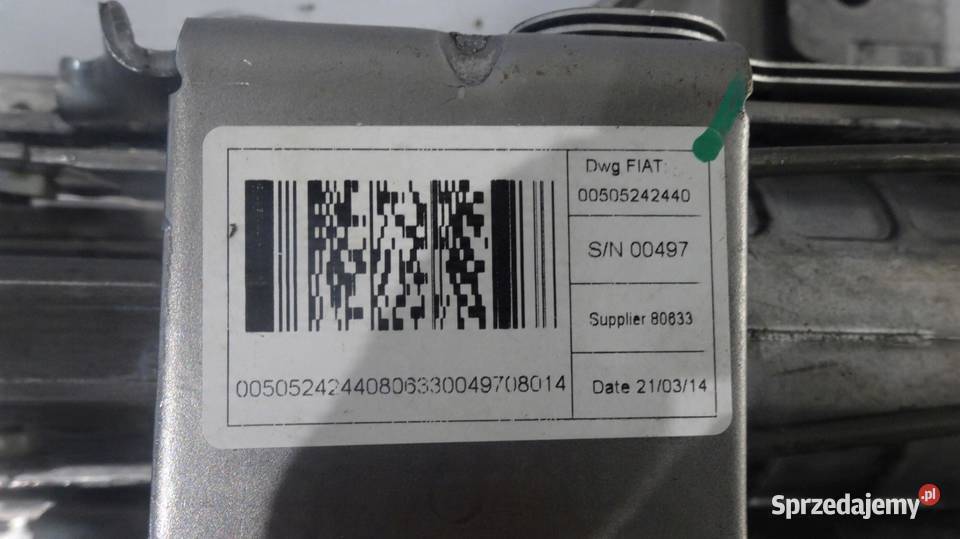 Dwg FIAT:
00505242440
S/N 00497
Supplier 80633
Date 21/03/14
00505242440806330049708014
Sprzedajemy.pl